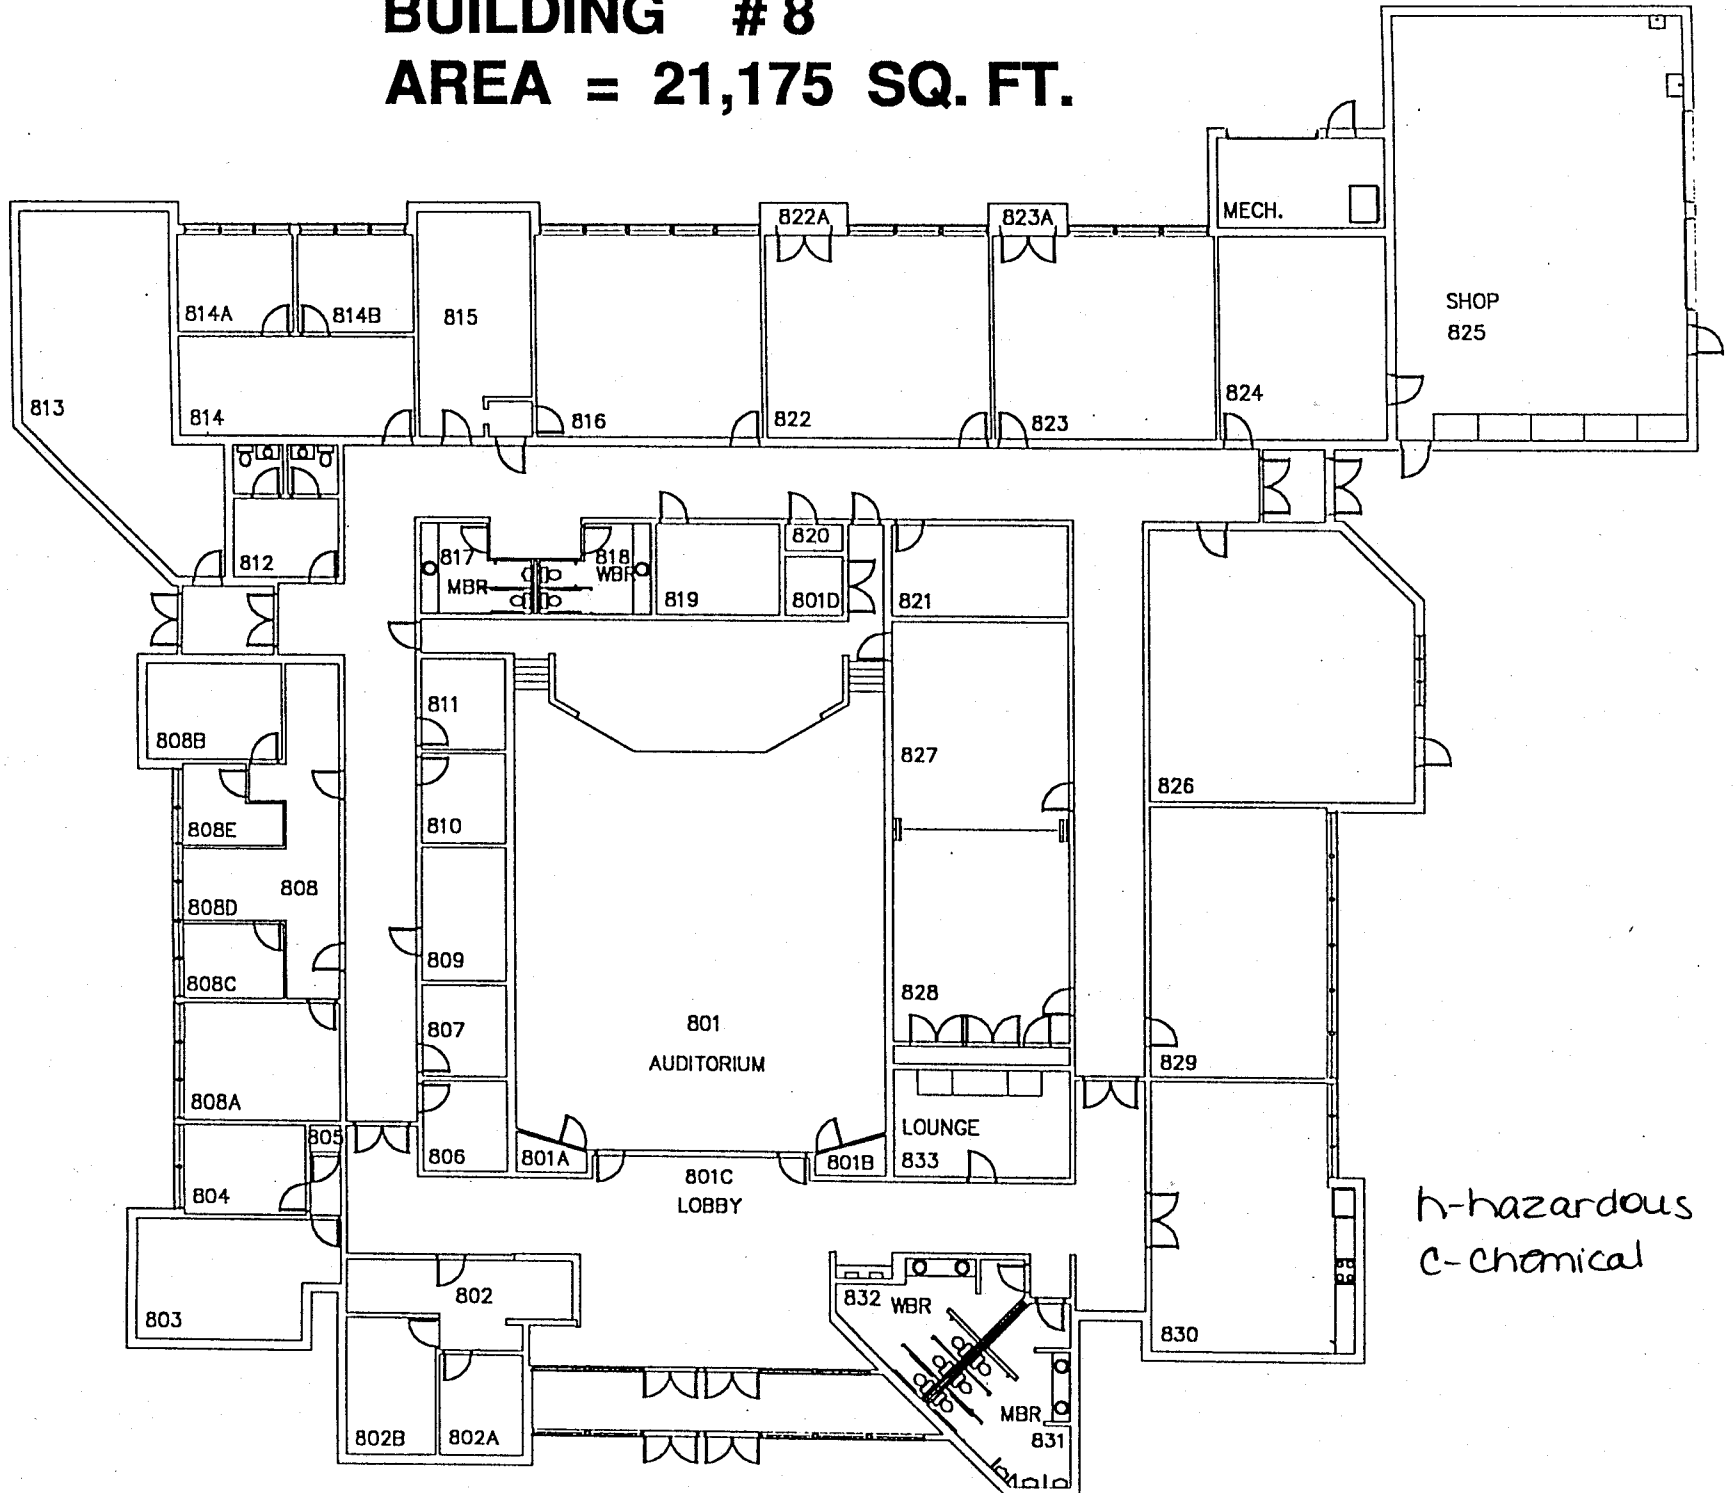 BUILDING #8
AREA = 21,175 SQ. FT.
822A
823A
MECH.
814A
814B
815
SHOP
825
813
814
816
822
823
824
812
817
MBR
818
WBR
819
820
801D
821
811
808B
827
826
810
808E
808
808D
809
808C
828
807
801
AUDITORIUM
829
808A
805
806
801A
801C
LOBBY
801B
LOUNGE
833
804
h-hazardous
c-chemical
803
802
832
WBR
830
802B
802A
MBR
831